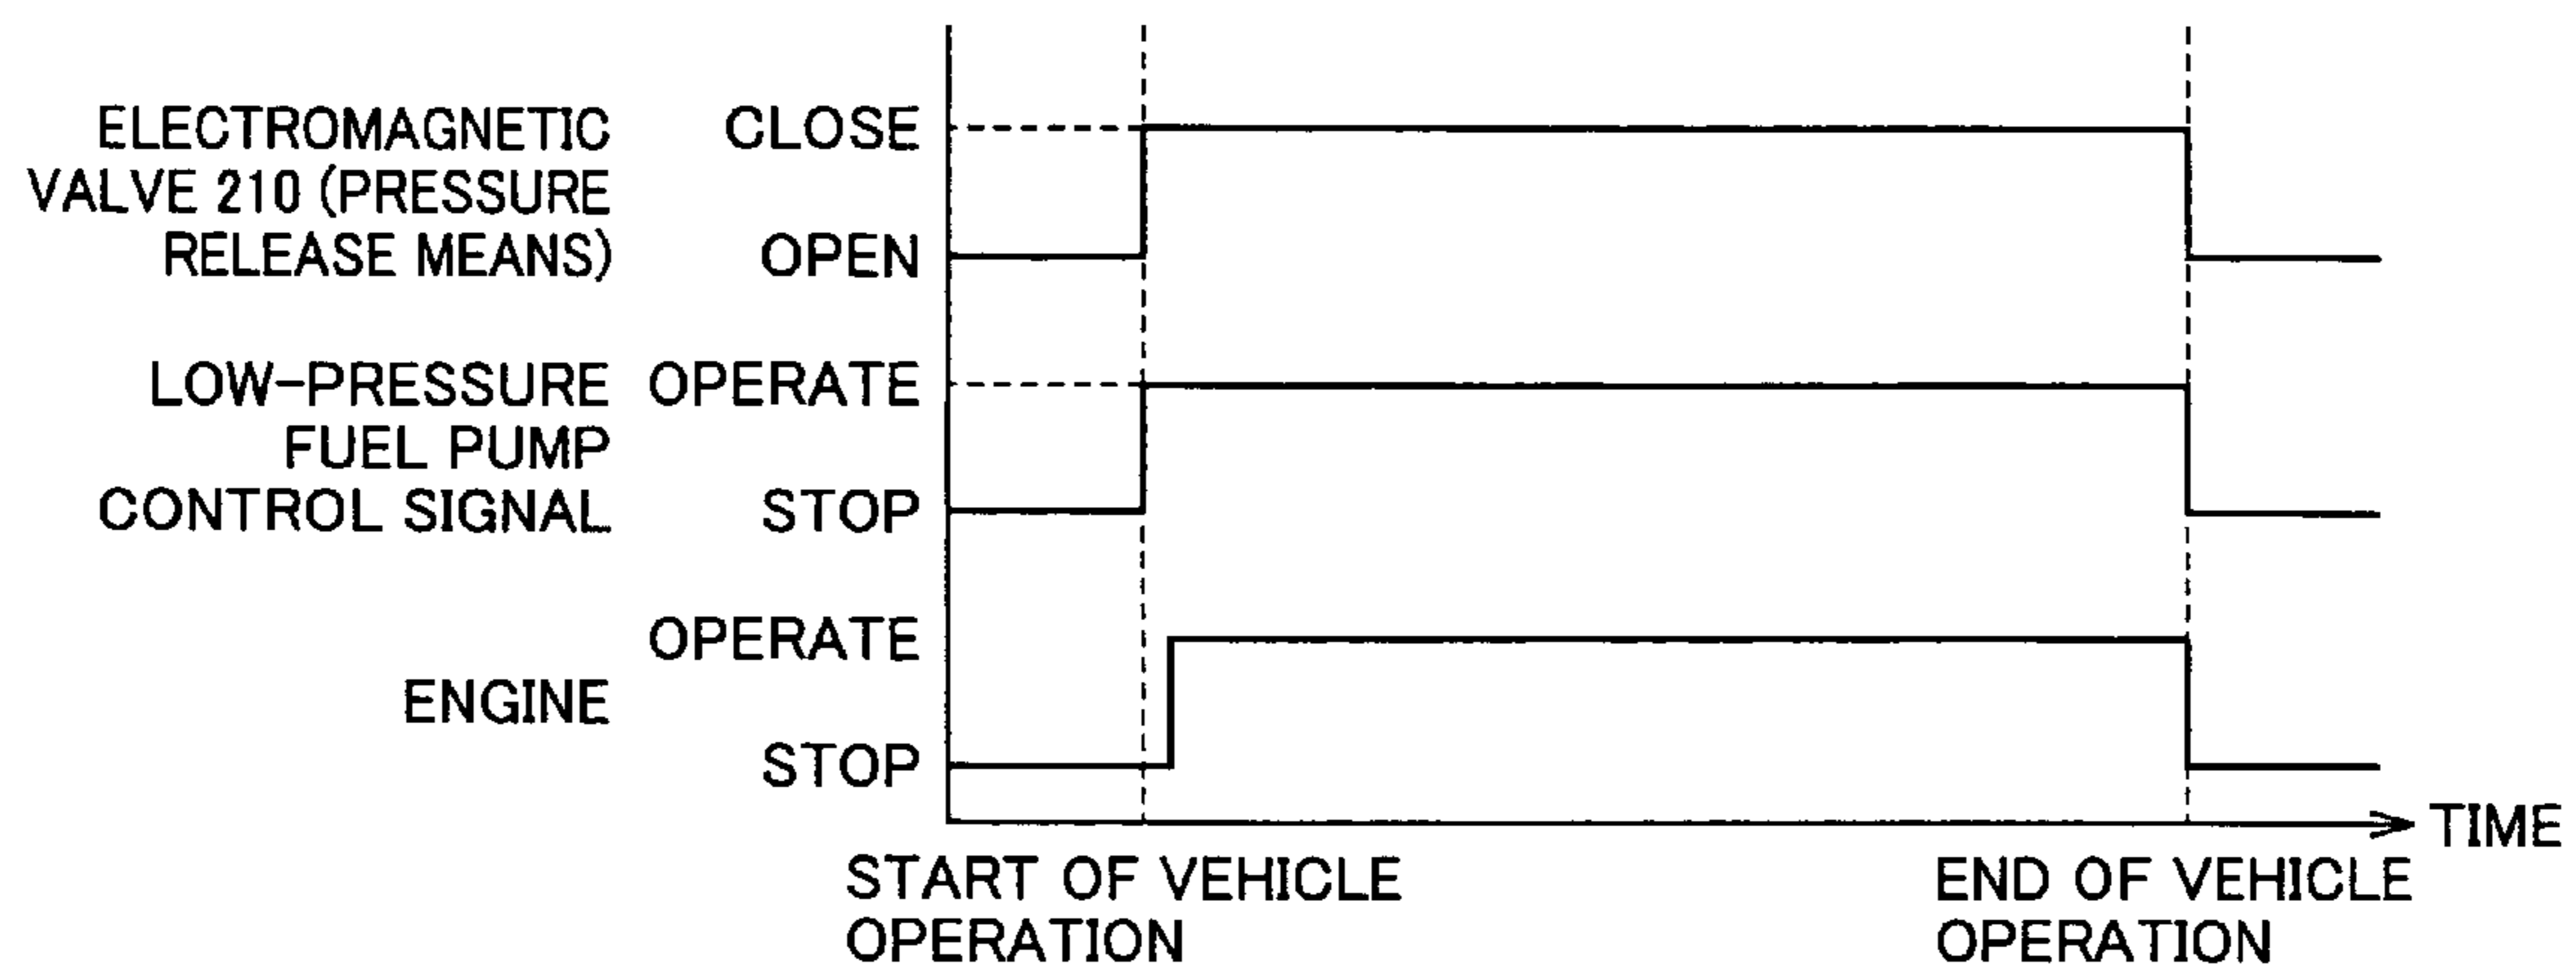 ELECTROMAGNETIC
VALVE 210 (PRESSURE
RELEASE MEANS)
CLOSE
OPEN
LOW-PRESSURE
FUEL PUMP
CONTROL SIGNAL
OPERATE
STOP
ENGINE
OPERATE
STOP
TIME
START OF VEHICLE
OPERATION
END OF VEHICLE
OPERATION